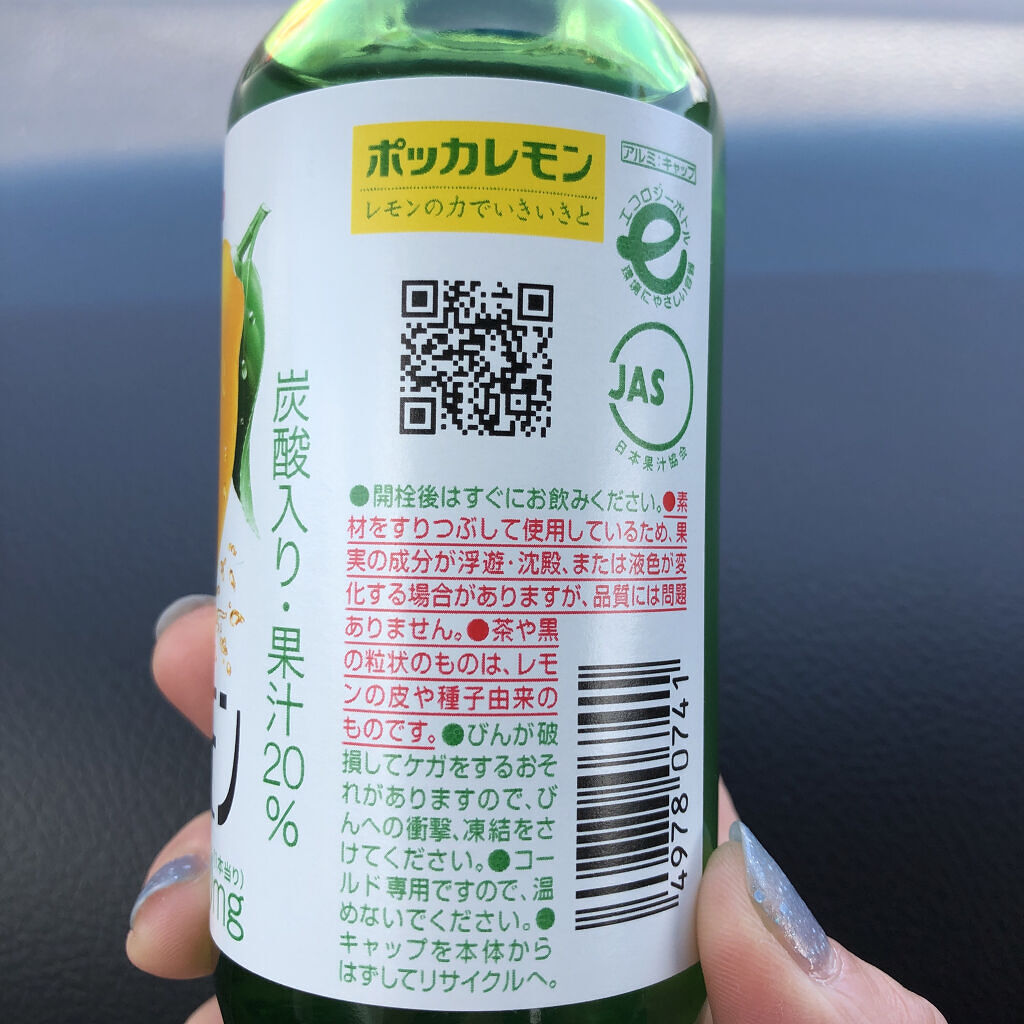 ポッカレモン
レモンの力でいきいきと
アルミ:キャップ
エコロジーボトル
環境にやさしい容器
JAS
日本果汁協会
炭酸入り・果汁20%
●開栓後はすぐにお飲みください。●素
材をすりつぶして使用しているため、果
実の成分が浮遊・沈殿、または液色が変
化する場合がありますが、品質には問題
ありません。●茶や黒
の粒状のものは、レモ
ンの皮や種子由来の
ものです。●びんが破
損してケガをするおそ
れがありますので、び
んへの衝撃、凍結をさ
けてください。●コー
ルド専用ですので、温
めないでください。●
キャップを本体から
はずしてリサイクルへ。
4978 0741
本当り)
mg